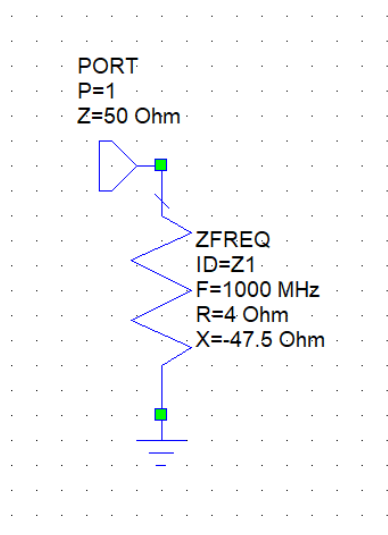 PORT
P=1
Z=50 Ohm
ZFREQ
ID=Z1
F=1000 MHz
R=4 Ohm
X=-47.5 Ohm